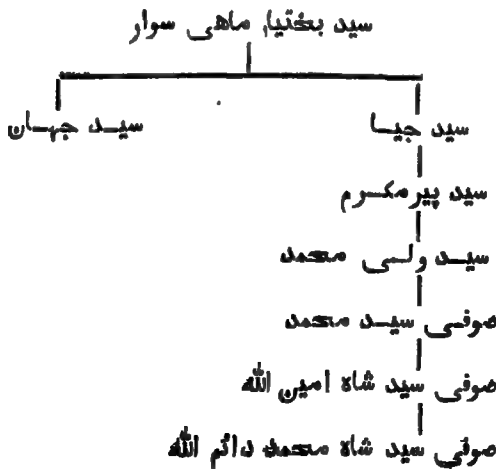 سید بختیار ماهی سوار
سید جیا
سید جہان
سید پیرمکرم
سید ولی محمد
صوفی سید محمد
صوفی سید شاہ امین اللہ
صوفی سید شاہ محمد دائم اللہ